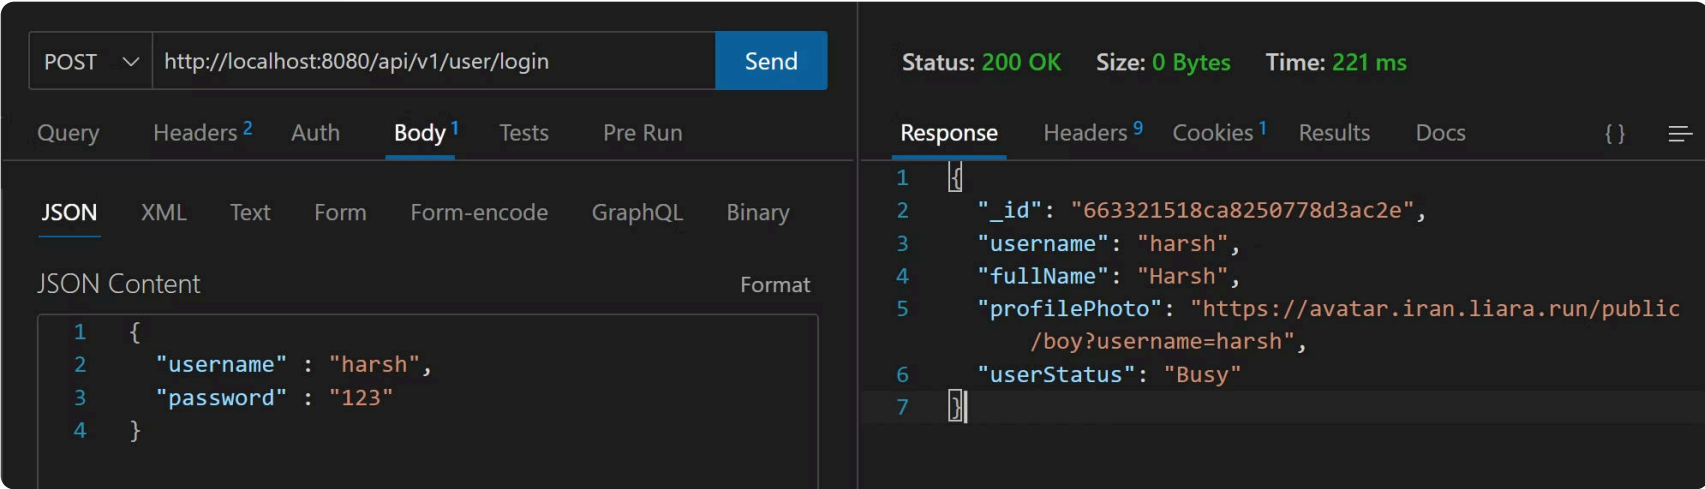 POST http://localhost:8080/api/v1/user/login Send
Query Headers 2 Auth Body 1 Tests Pre Run
JSON XML Text Form Form-encode GraphQL Binary
JSON Content Format
1 {
2 "username" : "harsh",
3 "password" : "123"
4 }
Status: 200 OK Size: 0 Bytes Time: 221 ms
Response Headers 9 Cookies 1 Results Docs { }
1 {
2 "_id": "663321518ca8250778d3ac2e",
3 "username": "harsh",
4 "fullName": "Harsh",
5 "profilePhoto": "https://avatar.iran.liara.run/public
/boy?username=harsh",
6 "userStatus": "Busy"
7 }